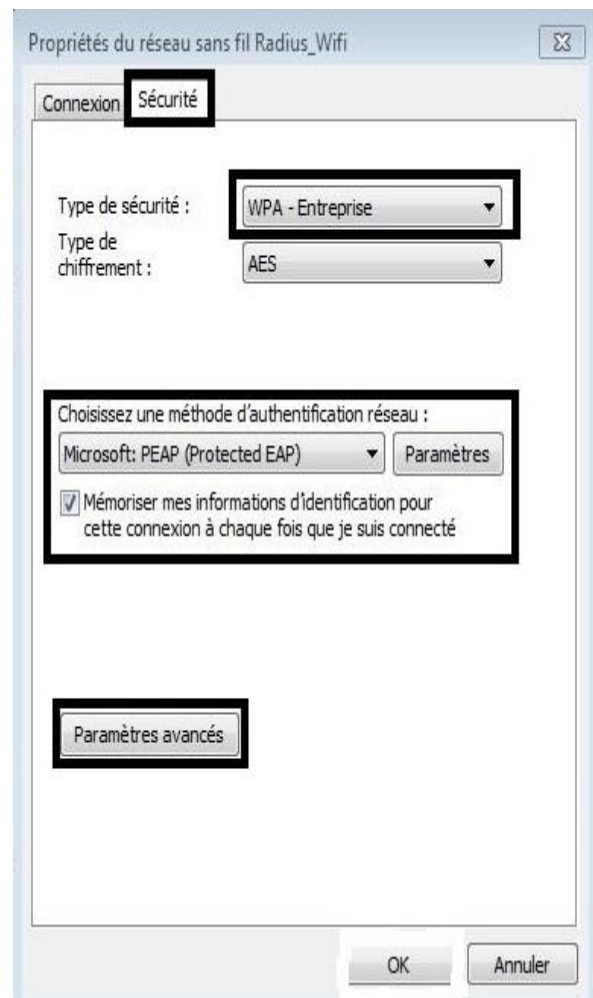 Propriétés du réseau sans fil Radius_Wifi
Connexion
Sécurité
Type de sécurité :
WPA - Entreprise
Type de
chiffrement :
AES
Choisissez une méthode d'authentification réseau :
Microsoft: PEAP (Protected EAP)
Paramètres
Mémoriser mes informations d'identification pour
cette connexion à chaque fois que je suis connecté
Paramètres avancés
OK
Annuler